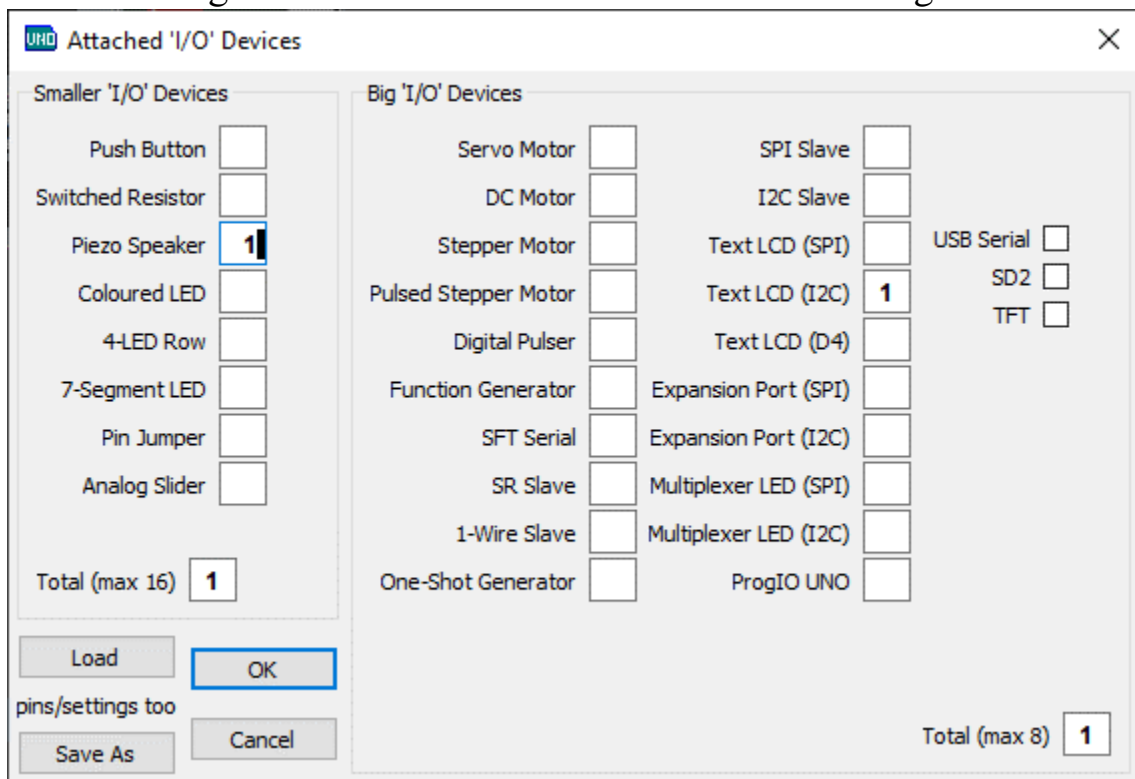 UNO Attached 'I/O' Devices
Smaller 'I/O' Devices
Push Button
Switched Resistor
Piezo Speaker 1
Coloured LED
4-LED Row
7-Segment LED
Pin Jumper
Analog Slider
Total (max 16) 1
Load
OK
pins/settings too
Save As
Cancel
Big 'I/O' Devices
Servo Motor
DC Motor
Stepper Motor
Pulsed Stepper Motor
Digital Pulser
Function Generator
SFT Serial
SR Slave
1-Wire Slave
One-Shot Generator
SPI Slave
I2C Slave
Text LCD (SPI)
Text LCD (I2C) 1
Text LCD (D4)
Expansion Port (SPI)
Expansion Port (I2C)
Multiplexer LED (SPI)
Multiplexer LED (I2C)
ProgIO UNO
USB Serial
SD2
TFT
Total (max 8) 1